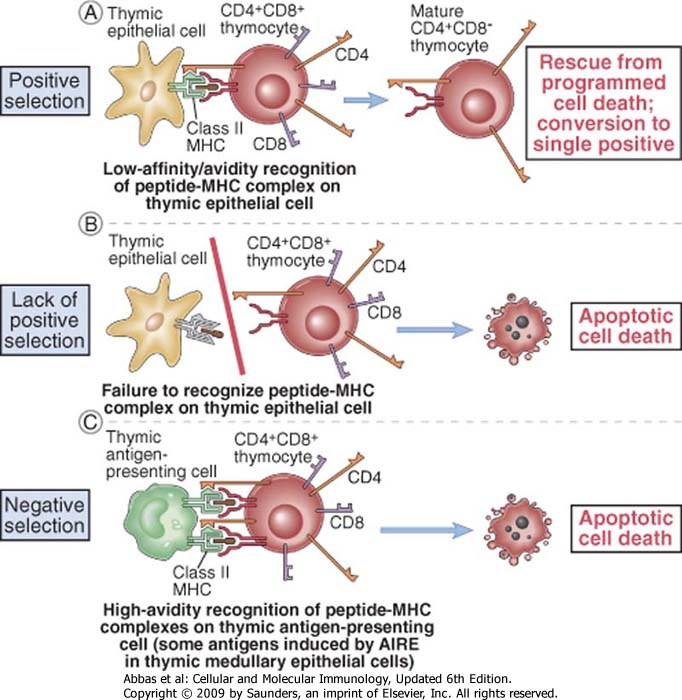 A
Thymic
epithelial cell
CD4+CD8+
thymocyte
CD4
Mature
CD4+CD8-
thymocyte
Positive
selection
Class II
MHC
CD8
Rescue from
programmed
cell death;
conversion to
single positive
Low-affinity/avidity recognition
of peptide-MHC complex on
thymic epithelial cell
B
Thymic
epithelial cell
CD4+CD8+
thymocyte
CD4
CD8
Lack of
positive
selection
Apoptotic
cell death
Failure to recognize peptide-MHC
complex on thymic epithelial cell
C
Thymic
antigen-
presenting cell
CD4+CD8+
thymocyte
CD4
CD8
Negative
selection
Class II
MHC
Apoptotic
cell death
High-avidity recognition of peptide-MHC
complexes on thymic antigen-presenting
cell (some antigens induced by AIRE
in thymic medullary epithelial cells)
Abbas et al: Cellular and Molecular Immunology, Updated 6th Edition.
Copyright © 2009 by Saunders, an imprint of Elsevier, Inc. All rights reserved.